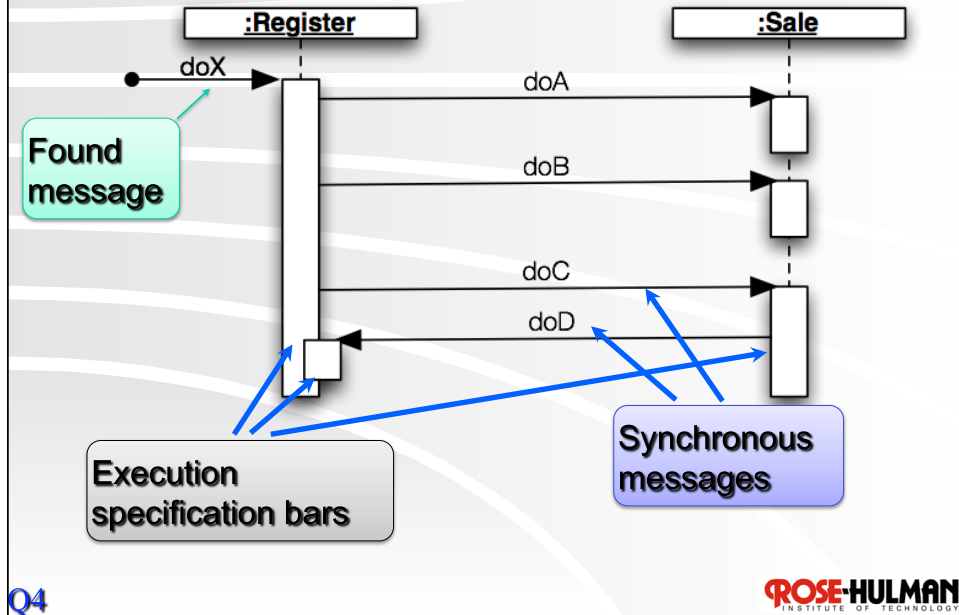 :Register
:Sale
doX
doA
Found
message
doB
doC
doD
Synchronous
messages
Execution
specification bars
Q4
ROSE-HULMAN
INSTITUTE OF TECHNOLOGY